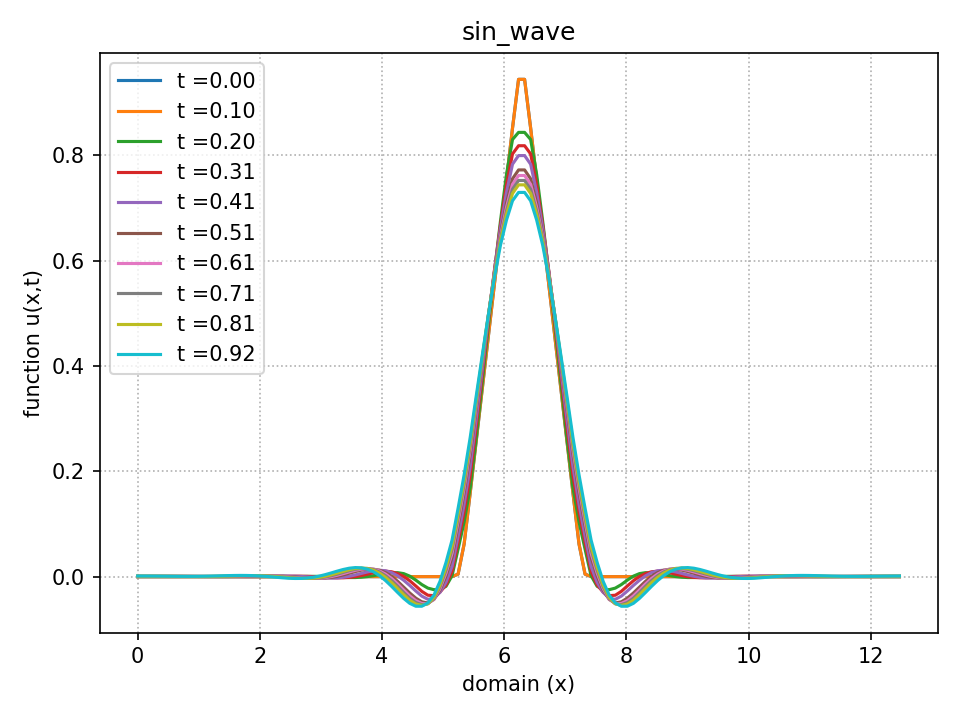 sin_wave
t =0.00
t =0.10
t =0.20
t =0.31
t =0.41
t =0.51
t =0.61
t =0.71
t =0.81
t =0.92
function u(x,t)
0.8
0.6
0.4
0.2
0.0
0 2 4 6 8 10 12
domain (x)